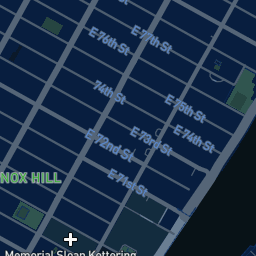 St
E 77th St
E 76th St
74th St
E 75th St
E 74th St
E 73rd St
E 72nd St
E 71st St
NOX HILL
Memorial Sloan Kettering